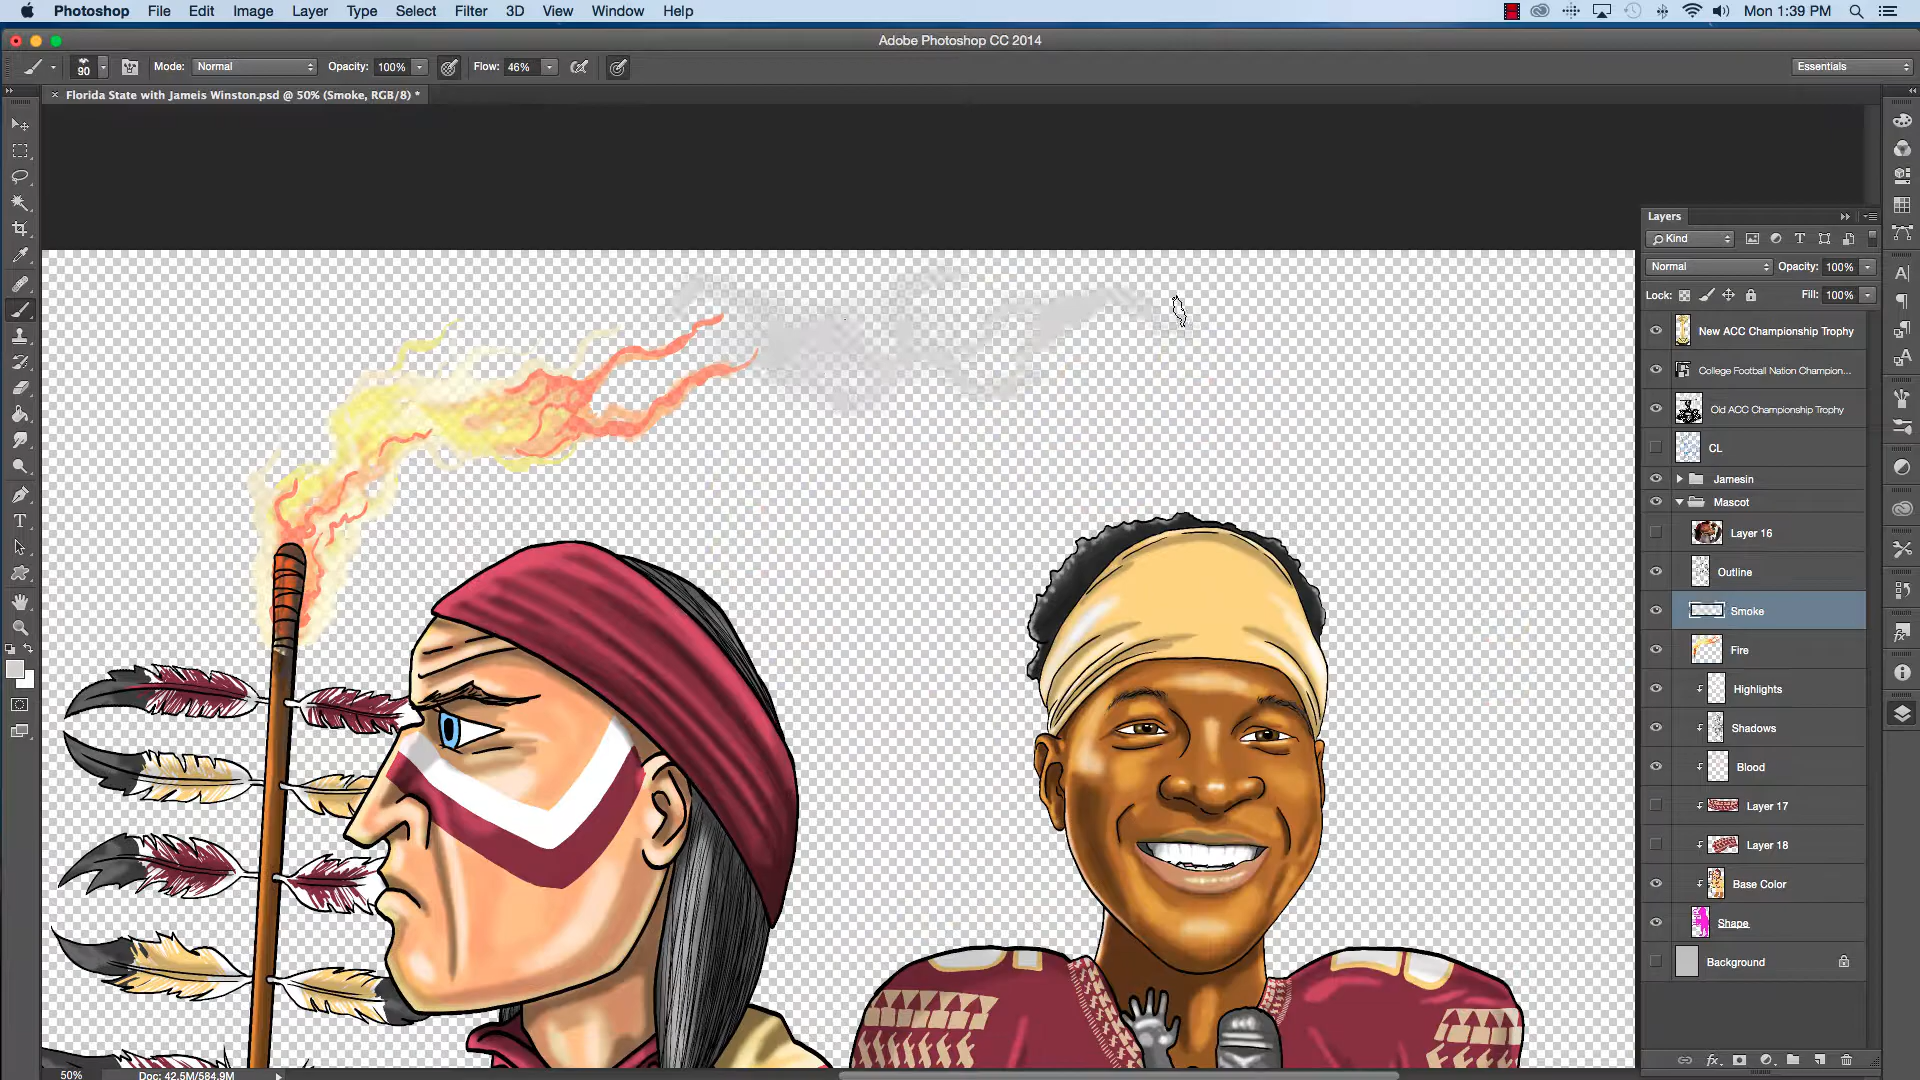 Photoshop File Edit Image Layer Type Select Filter 3D View Window Help Mon 1:39 PM
Adobe Photoshop CC 2014
90 Mode: Normal Opacity: 100% Flow: 46% Essentials
× Florida State with Jameis Winston.psd @ 50% (Smoke, RGB/8) *
Layers
Kind
Normal Opacity: 100%
Lock: Fill: 100%
New ACC Championship Trophy
College Football Nation Champion...
Old ACC Championship Trophy
CL
Jamesin
Mascot
Layer 16
Outline
Smoke
Fire
Highlights
Shadows
Blood
Layer 17
Layer 18
Base Color
Shape
Background
50% Doc: 42.5M/584.9M